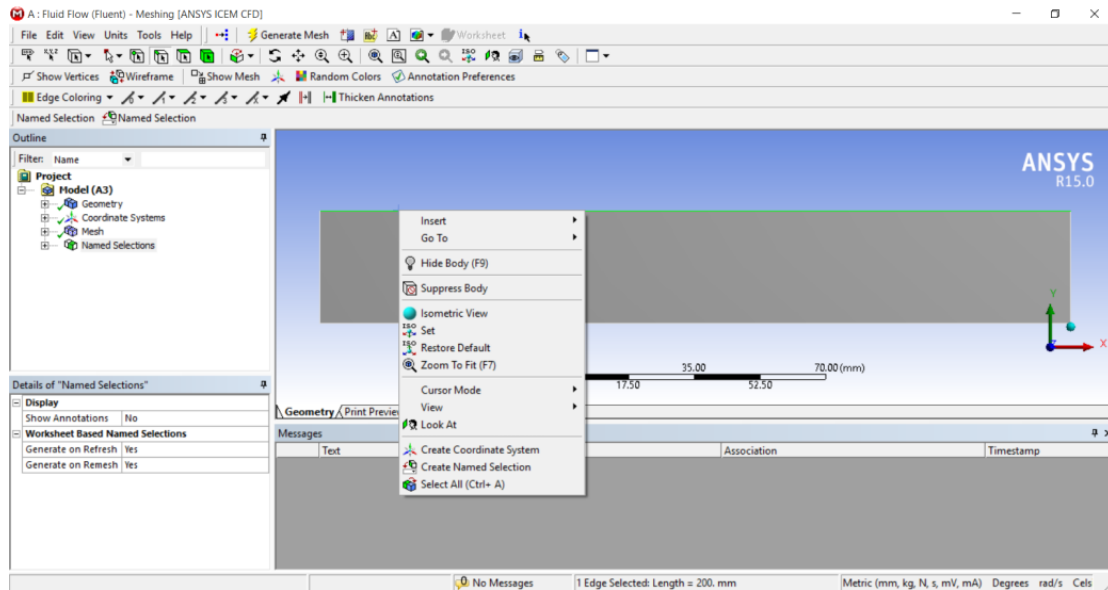 A : Fluid Flow (Fluent) - Meshing [ANSYS ICEM CFD]
File Edit View Units Tools Help Generate Mesh A Worksheet
Show Vertices Wireframe Show Mesh Random Colors Annotation Preferences
Edge Coloring Thicken Annotations
Named Selection Named Selection
Outline
Filter: Name
Project
Model (A3)
Geometry
Coordinate Systems
Mesh
Named Selections
Details of "Named Selections"
Display
Show Annotations No
Worksheet Based Named Selections
Generate on Refresh Yes
Generate on Remesh Yes
ANSYS
R15.0
Insert
Go To
Hide Body (F9)
Suppress Body
Isometric View
ISO Set
ISO Restore Default
Zoom To Fit (F7)
Cursor Mode
View
Look At
Create Coordinate System
Create Named Selection
Select All (Ctrl+ A)
Y
X
35.00 70.00 (mm)
17.50 52.50
Geometry Print Previe
Messages
Text Association Timestamp
No Messages 1 Edge Selected: Length = 200. mm Metric (mm, kg, N, s, mV, mA) Degrees rad/s Cels